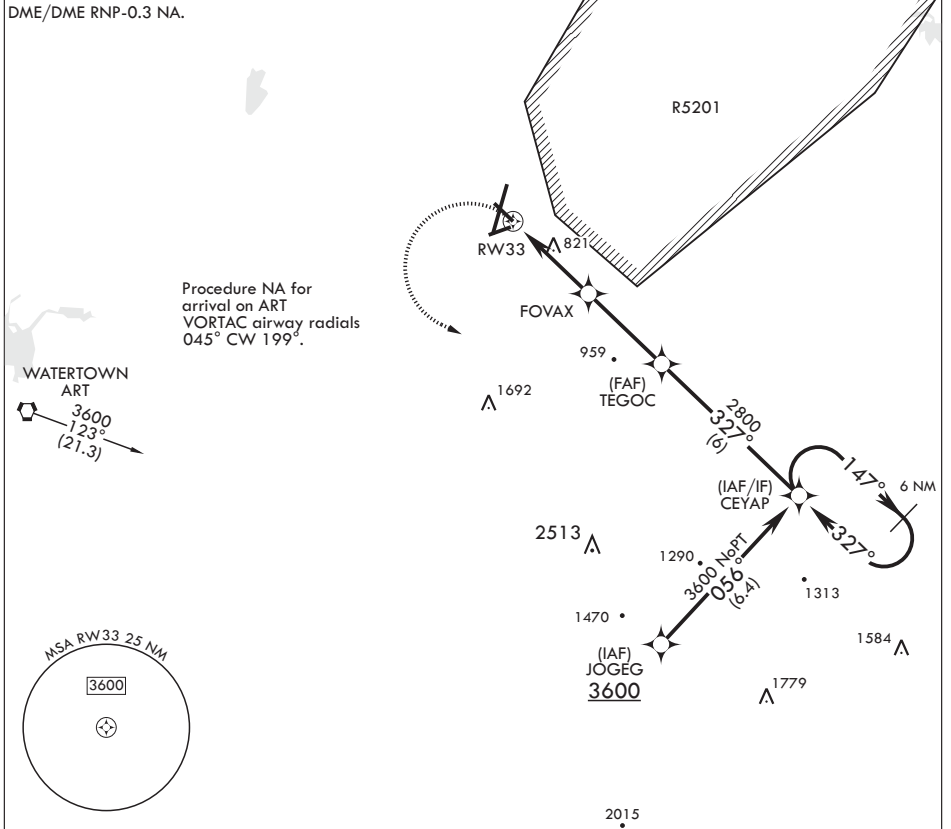 DME/DME RNP-0.3 NA.
R5201
RW33
821
FOVAX
Procedure NA for
arrival on ART
VORTAC airway radials
045° CW 199°.
959
(FAF)
TEGOC
WATERTOWN
ART
3600
123°
(21.3)
1692
2800
327°
(6)
(IAF/IF)
CEYAP
147°
6 NM
327°
2513
1290
3600 NoPT
056°
(6.4)
1313
1470
(IAF)
JOGEG
3600
1584
1779
MSA RW33 25 NM
3600
2015